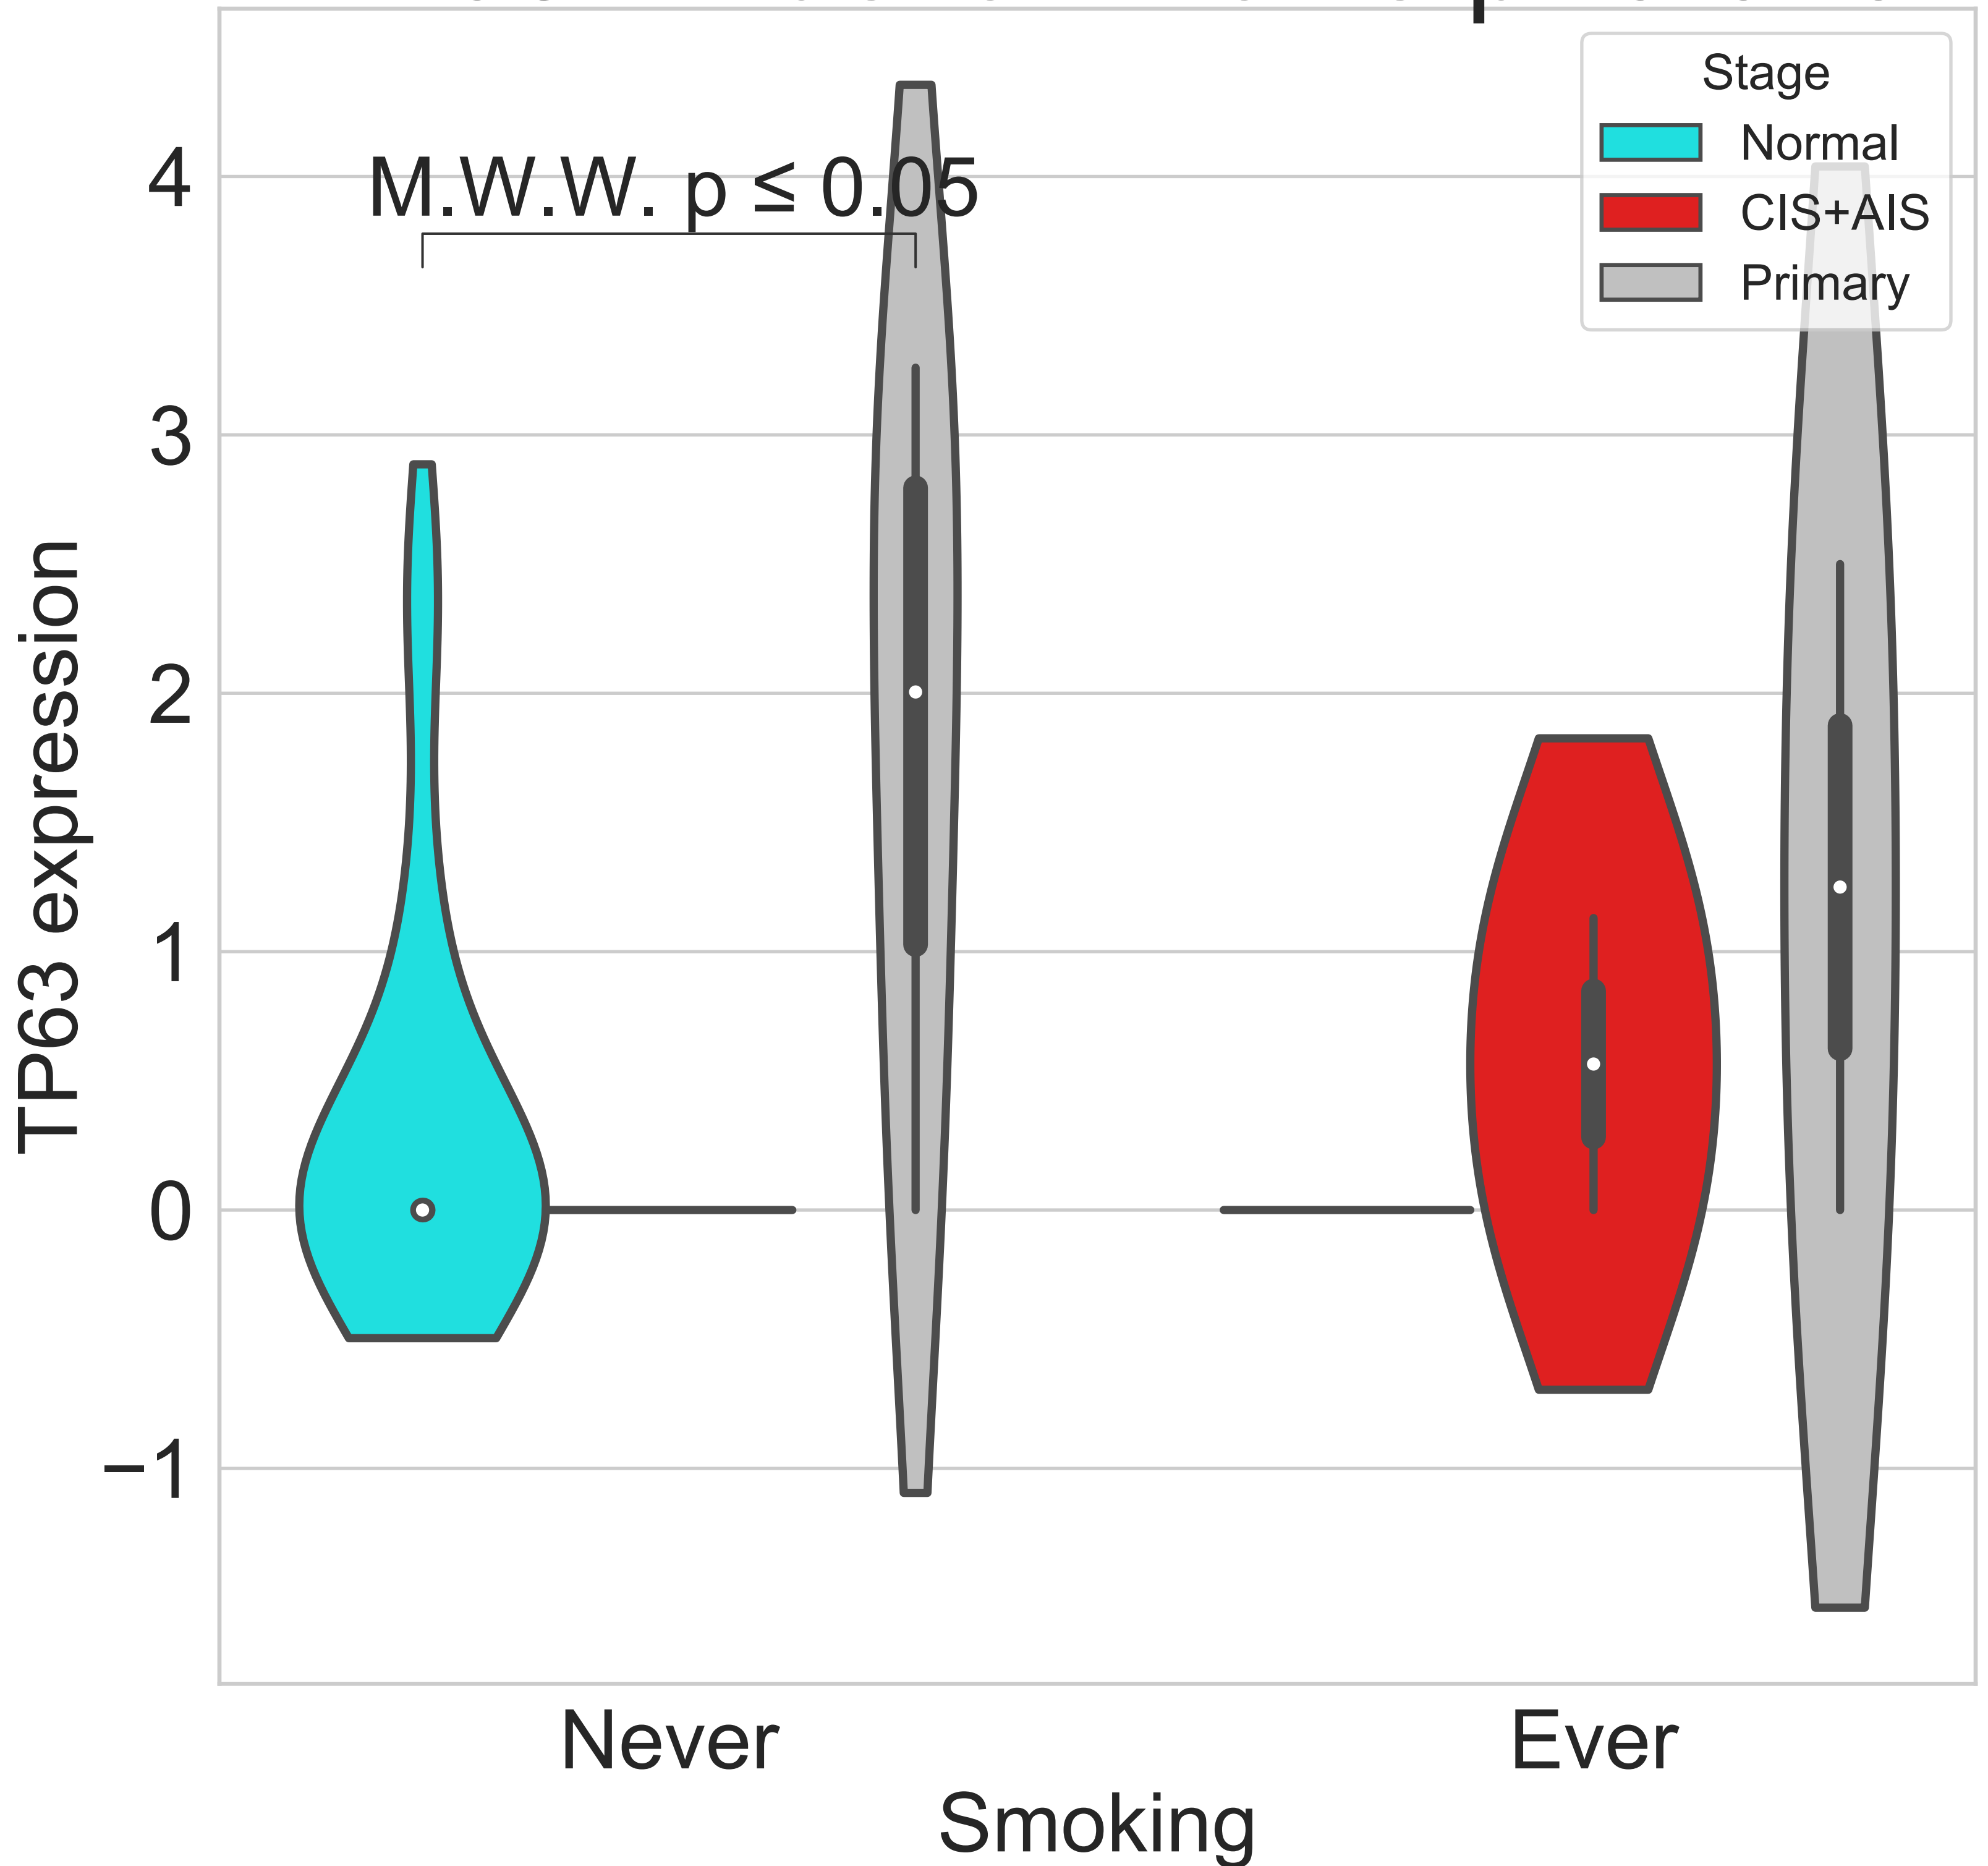 Stage
Normal
CIS+AIS
Primary
M.W.W. p ≤ 0.05
4
3
2
1
0
−1
TP63 expression
Never
Ever
Smoking